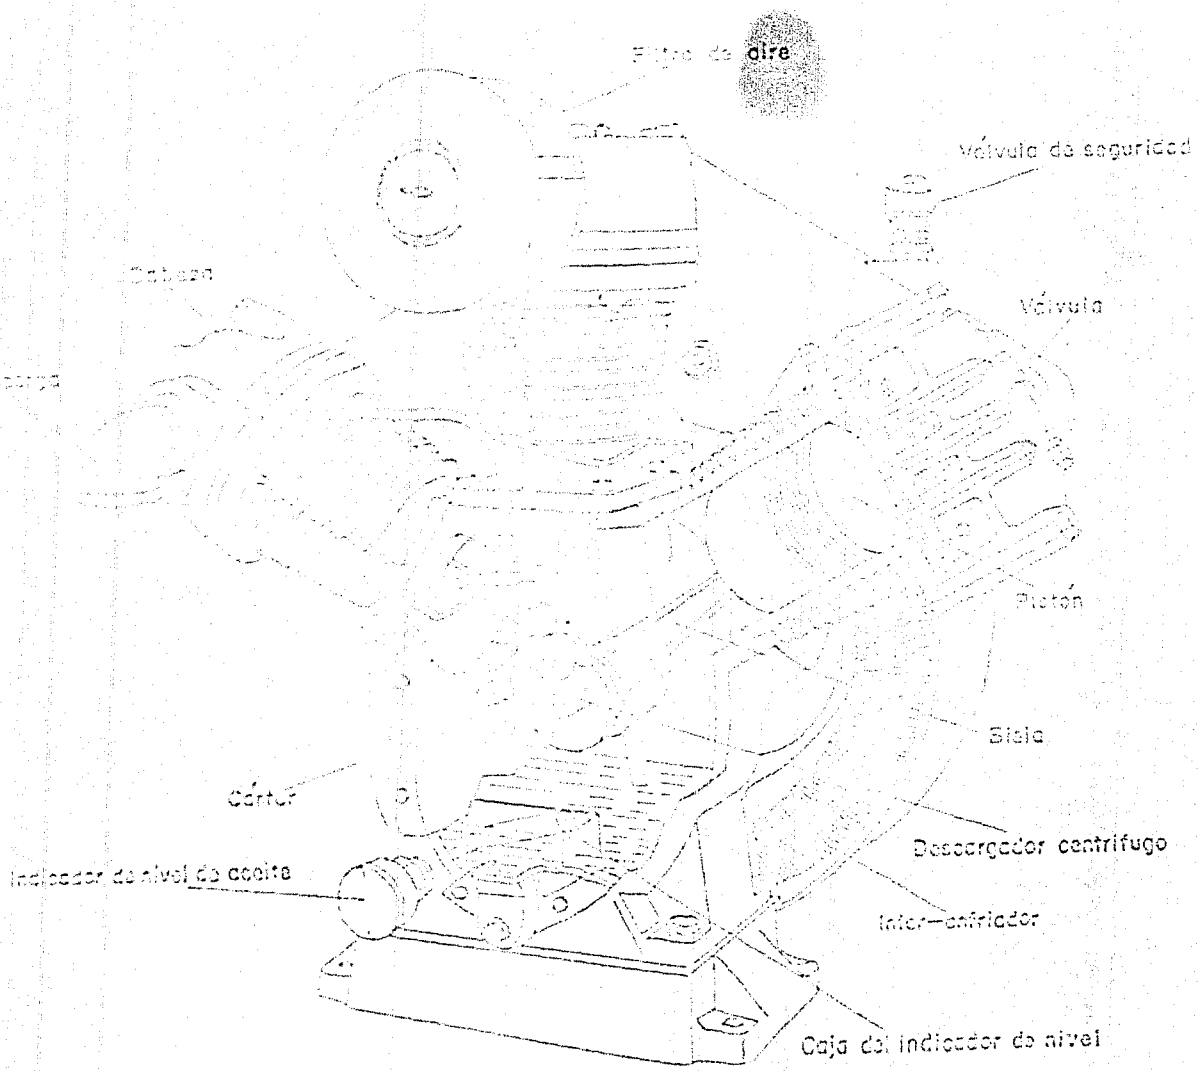 Filtro de aire
Válvula de seguridad
Cabeza
Válvula
carga
Pistón
Biela
Cárter
Descargador centrífugo
Indicador de nivel de aceite
Inter-enfriador
Caja del indicador de nivel